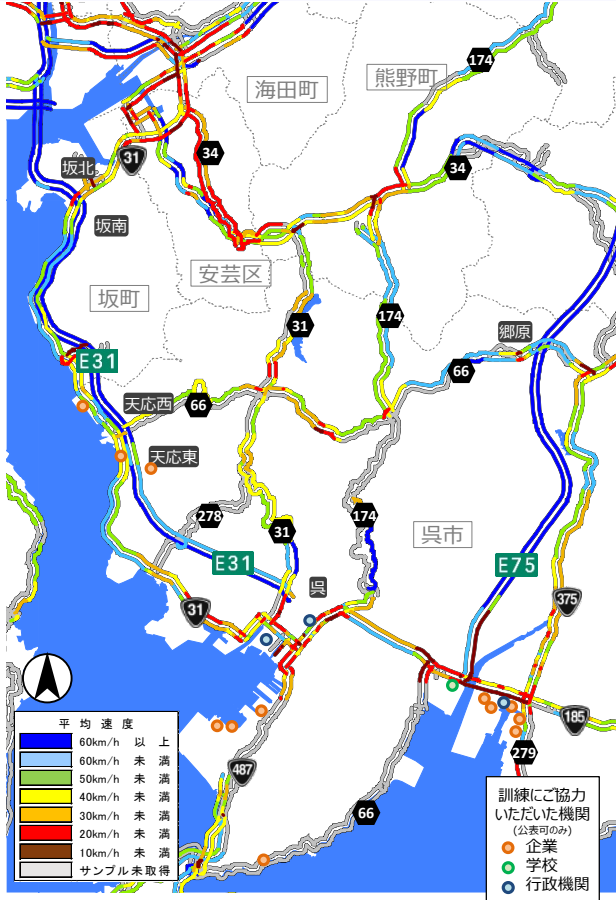 174
熊野町
海田町
34
31
坂北
34
坂南
安芸区
坂町
31
174
郷原
E31
66
天応西
66
天応東
278
174
31
呉市
E31
E75
呉
375
31
185
279
487
66
平均速度
60km/h 以上
60km/h 未満
50km/h 未満
40km/h 未満
30km/h 未満
20km/h 未満
10km/h 未満
サンプル未取得
訓練にご協力
いただいた機関
(公表可のみ)
企業
学校
行政機関